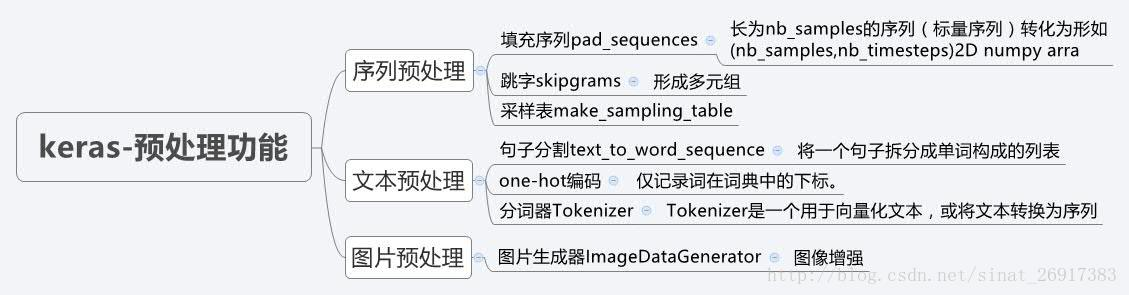 keras-预处理功能
序列预处理
填充序列pad_sequences
长为nb_samples的序列（标量序列）转化为形如
(nb_samples,nb_timesteps)2D numpy arra
跳字skipgrams
形成多元组
采样表make_sampling_table
文本预处理
句子分割text_to_word_sequence
将一个句子拆分成单词构成的列表
one-hot编码
仅记录词在词典中的下标。
分词器Tokenizer
Tokenizer是一个用于向量化文本，或将文本转换为序列
图片预处理
图片生成器ImageDataGenerator
图像增强
http://blog.csdn.net/sinat_26917383